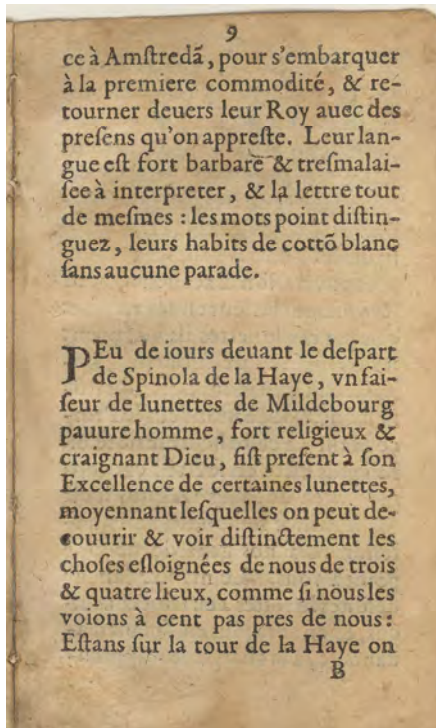 9
ce à Amſtredã, pour s'embarquer
à la premiere commodité, & re-
tourner deuers leur Roy auec des
preſens qu'on appreſte. Leur lan-
gue eſt fort barbare & treſmalai-
ſee à interpreter, & la lettre tout
de meſmes : les mots point diſtin-
guez, leurs habits de cottõ blanc
ſans aucune parade.
PEu de iours deuant le deſpart
de Spinola de la Haye, vn fai-
ſeur de lunettes de Mildebourg
pauure homme, fort religieux &
craignant Dieu, fiſt preſent à ſon
Excellence de certaines lunettes,
moyennant leſquelles on peut de-
couurir & voir diſtinctement les
choſes eſloignées de nous de trois
& quatre lieux, comme ſi nous les
voions à cent pas pres de nous:
Eſtans ſur la tour de la Haye on
B